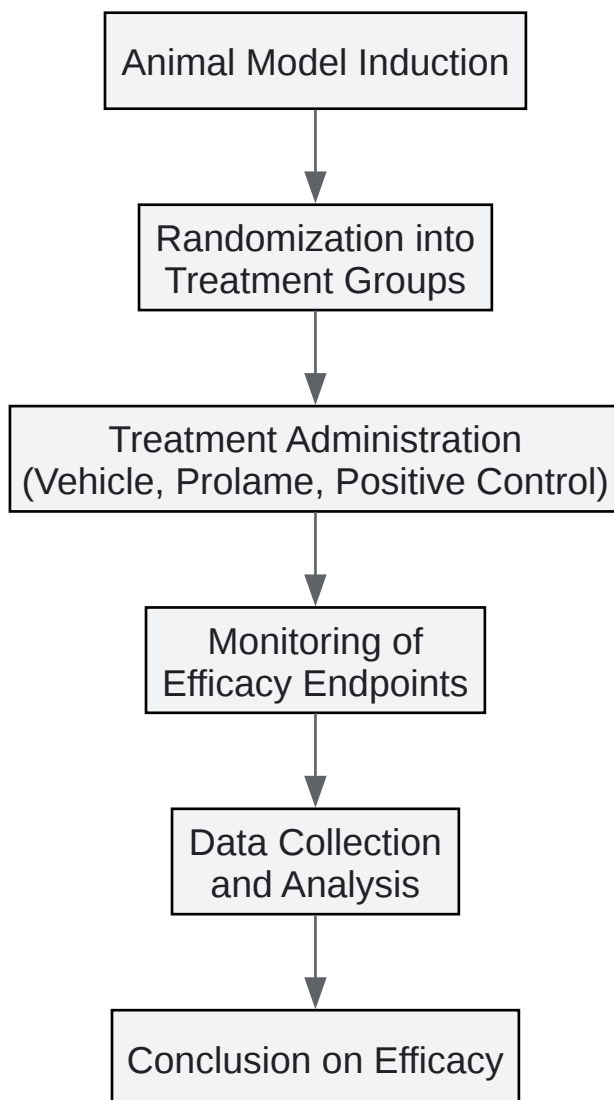 Animal Model Induction
Randomization into
Treatment Groups
Treatment Administration
(Vehicle, Prolame, Positive Control)
Monitoring of
Efficacy Endpoints
Data Collection
and Analysis
Conclusion on Efficacy